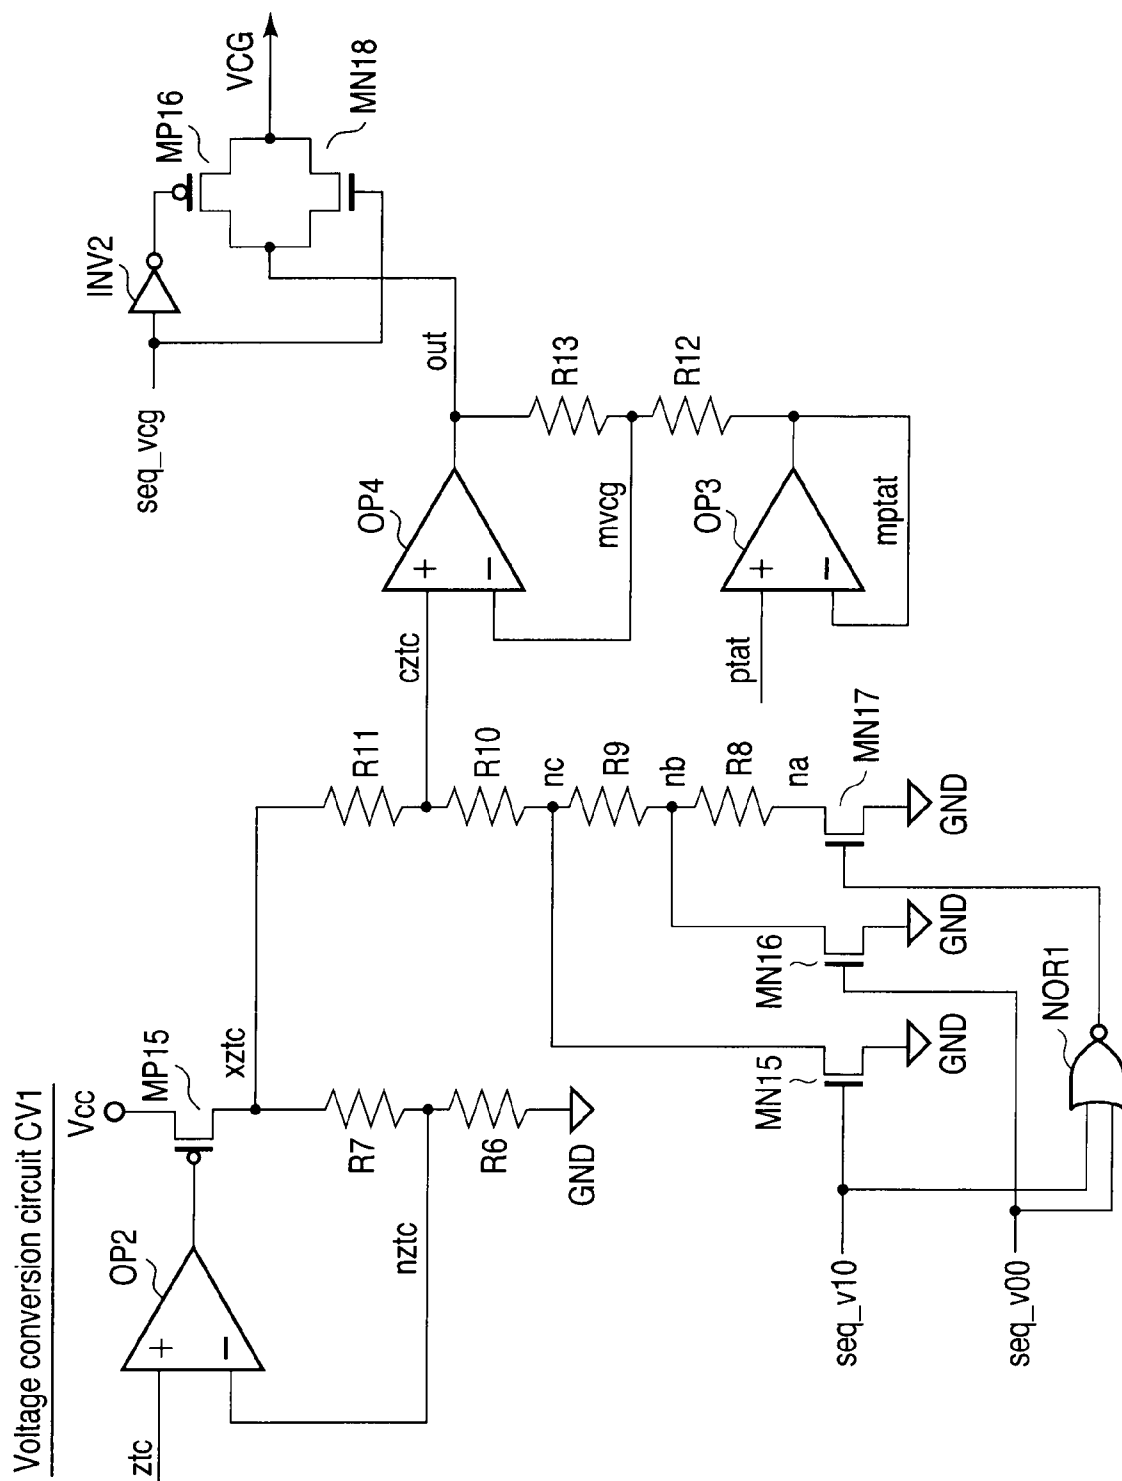 Voltage conversion circuit CV1
ztc
OP2
+
−
nztc
Vcc
MP15
xztc
R7
R6
GND
seq_v10
seq_v00
NOR1
MN15
GND
MN16
GND
MN17
GND
R11
R10
nc
R9
nb
R8
na
cztc
OP4
+
−
mvcg
ptat
OP3
+
−
mptat
out
R13
R12
seq_vcg
INV2
MP16
MN18
VCG